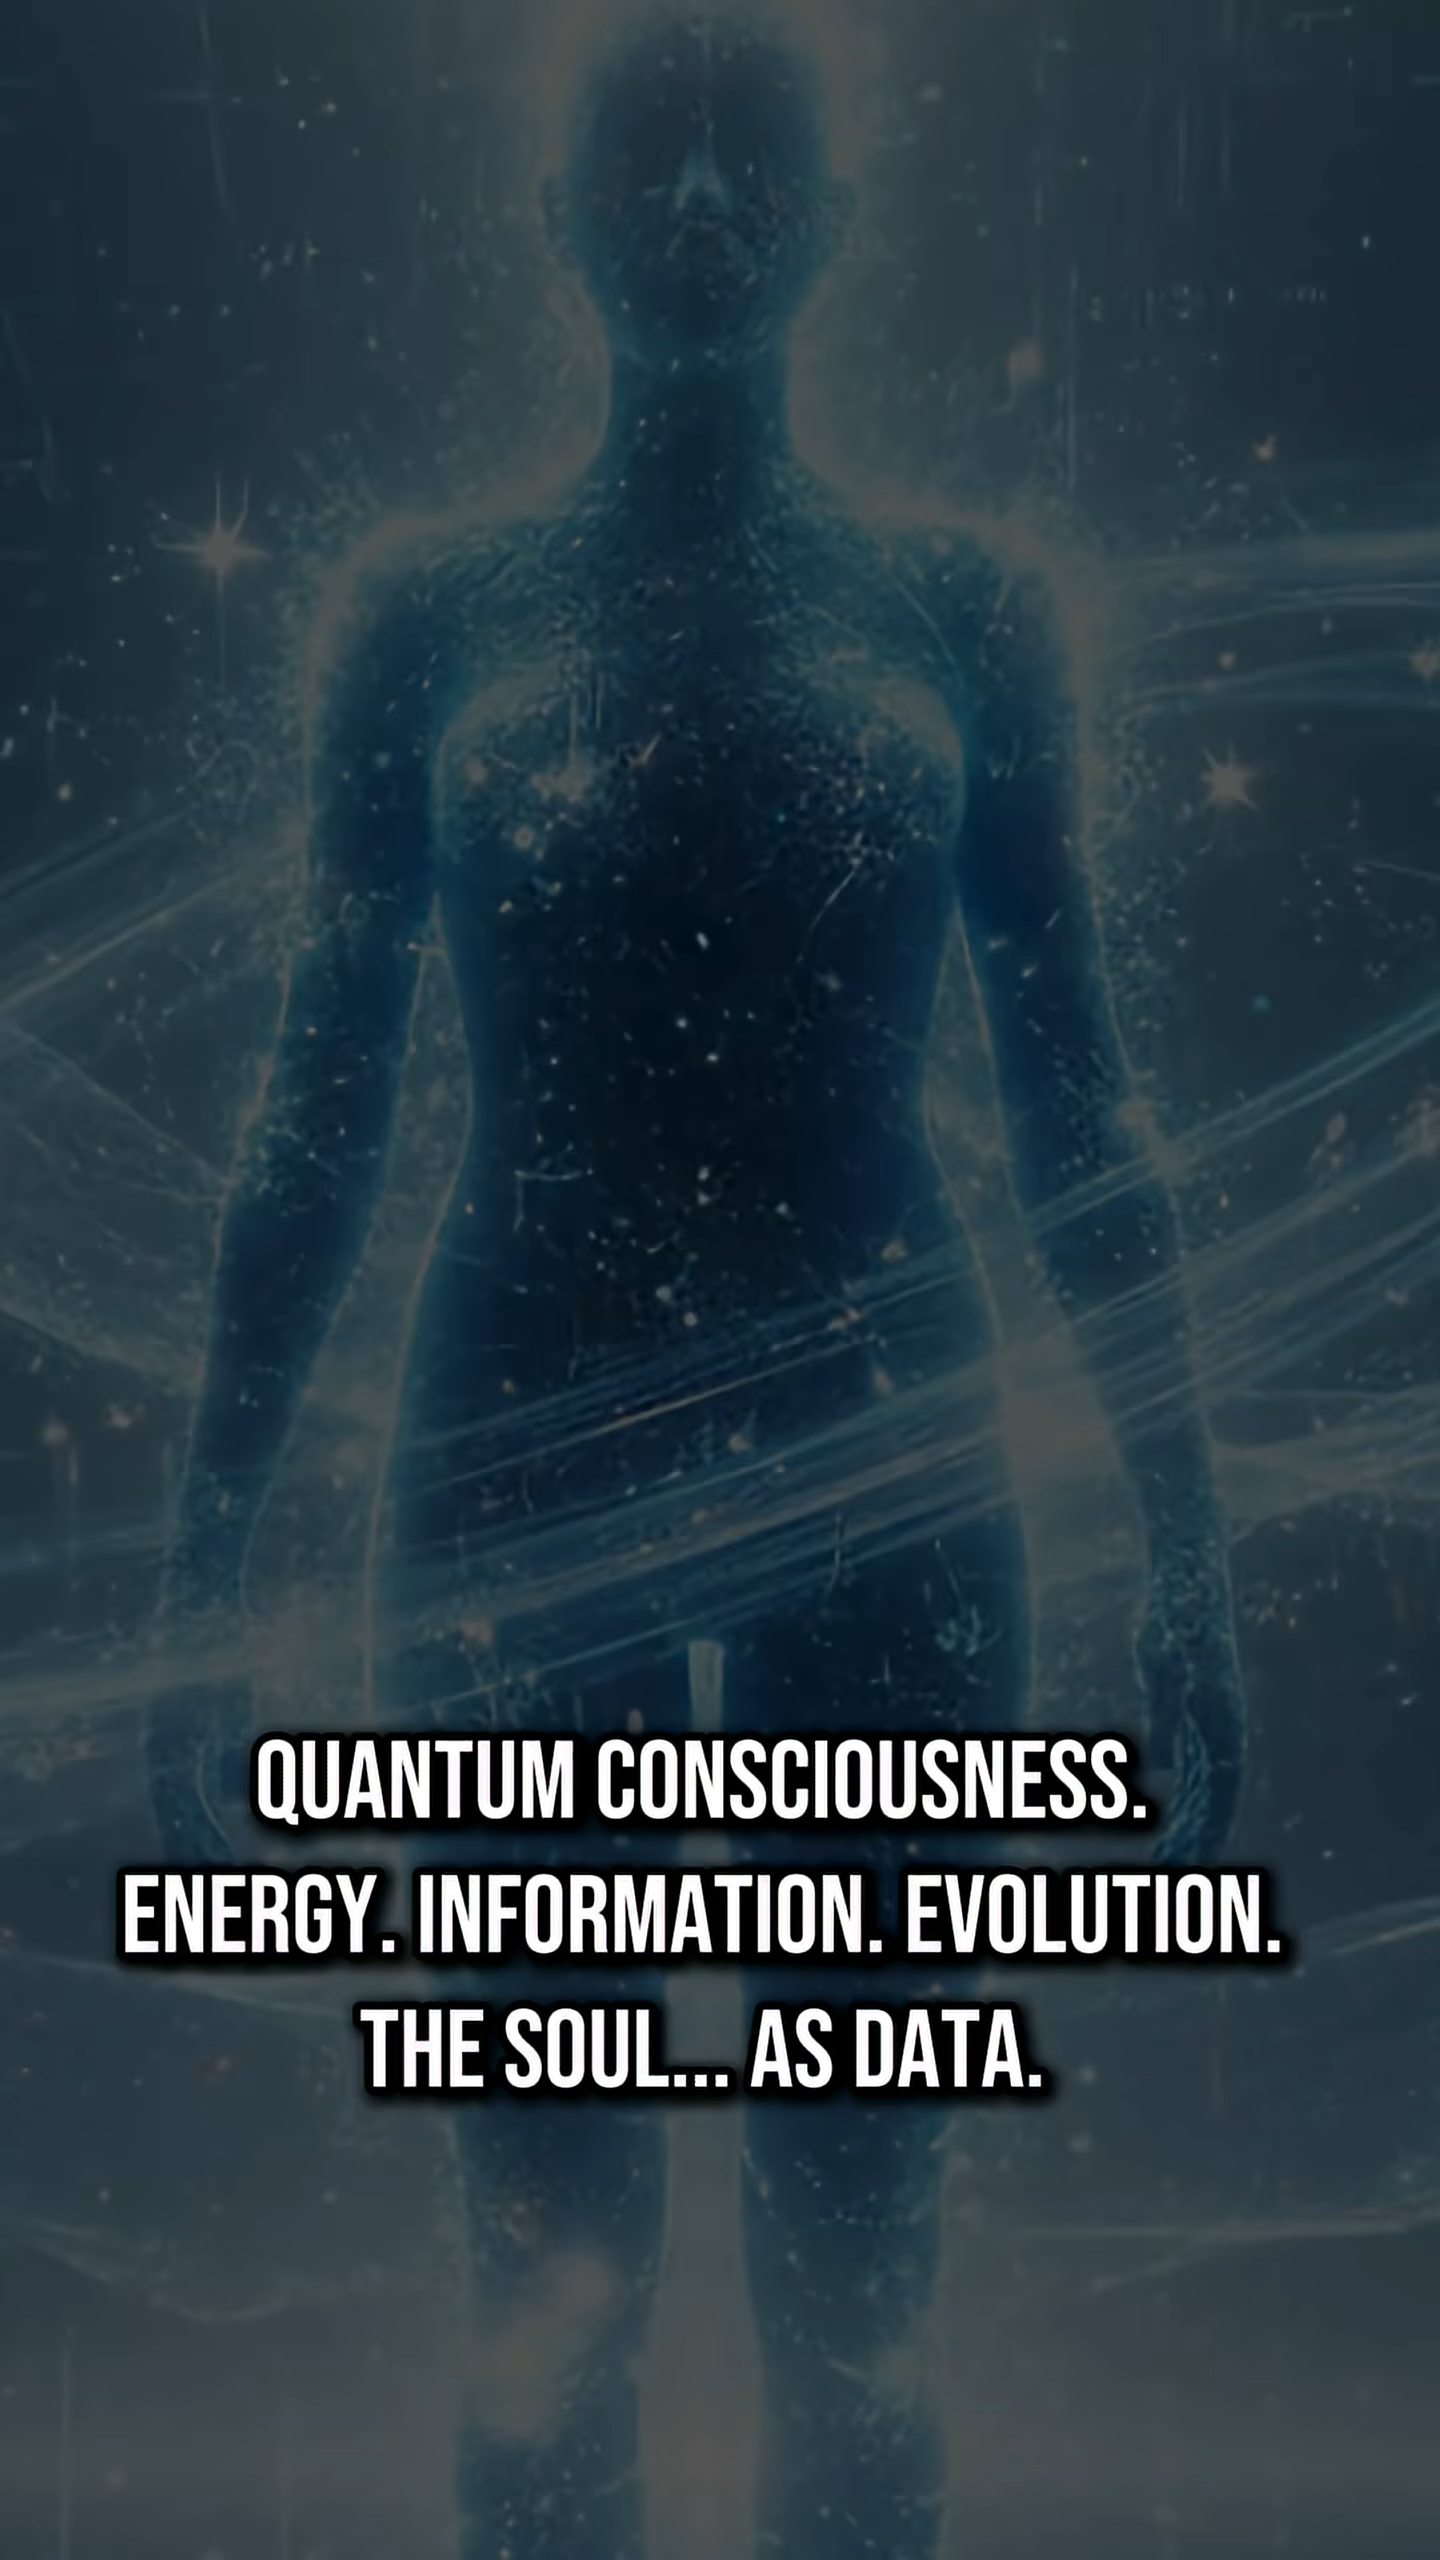 QUANTUM CONSCIOUSNESS.
ENERGY. INFORMATION. EVOLUTION.
THE SOUL... AS DATA.